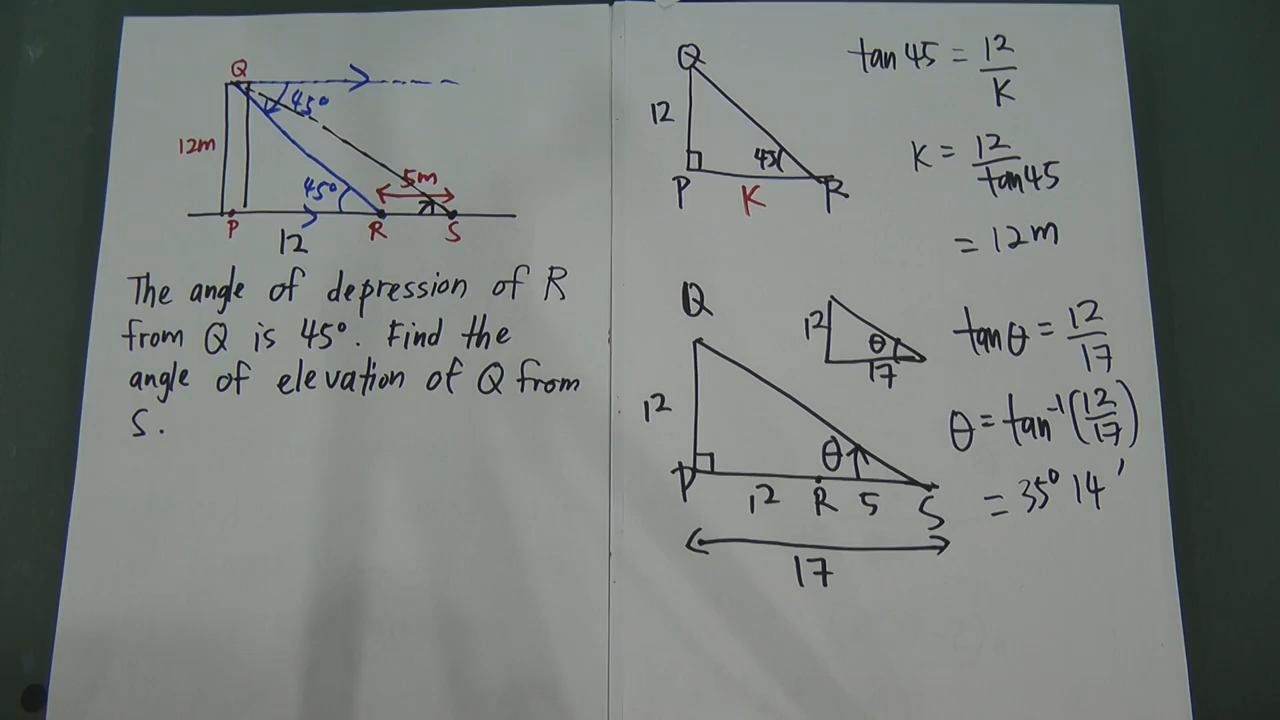 Q
45°
12m
45°
5m
P
R
S
12
The angle of depression of R
from Q is 45°. Find the
angle of elevation of Q from
S.
Q
12
45
P
K
R
tan 45 = 12/K
K = 12/tan45
= 12m
Q
12
θ
P
12
R
5
S
17
12
θ
17
tanθ = 12/17
θ = tan⁻¹(12/17)
= 35° 14'